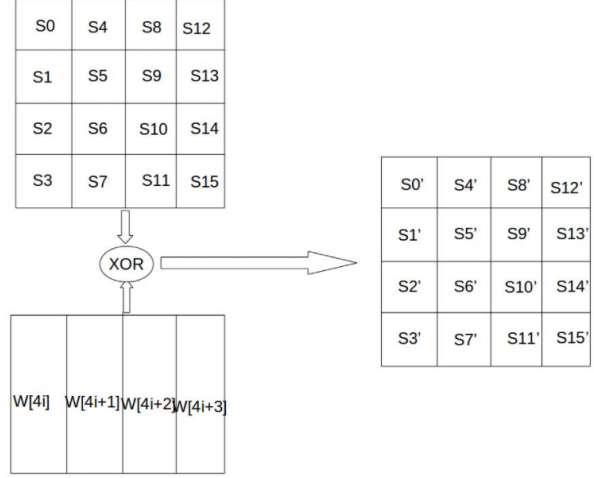 S0 S4 S8 S12
S1 S5 S9 S13
S2 S6 S10 S14
S3 S7 S11 S15
XOR
W[4i] W[4i+1] W[4i+2] W[4i+3]
S0’ S4’ S8’ S12’
S1’ S5’ S9’ S13’
S2’ S6’ S10’ S14’
S3’ S7’ S11’ S15’